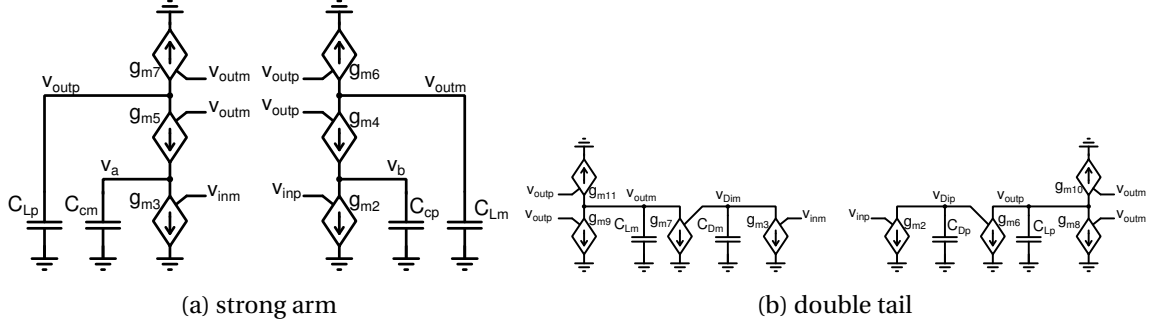 g_m7 v_outm v_outp g_m6
v_outp v_outm
g_m5 v_outm v_outp g_m4
v_a v_b
C_Lp C_cm g_m3 v_inm v_inp g_m2 C_cp C_Lm
(a) strong arm
v_outp g_m11 v_outm v_Dim
v_outp g_m9 C_Lm g_m7 C_Dm g_m3 v_inm
g_m10 v_outm
v_Dip v_outp
v_inp g_m2 C_Dp g_m6 C_Lp g_m8 v_outm
(b) double tail